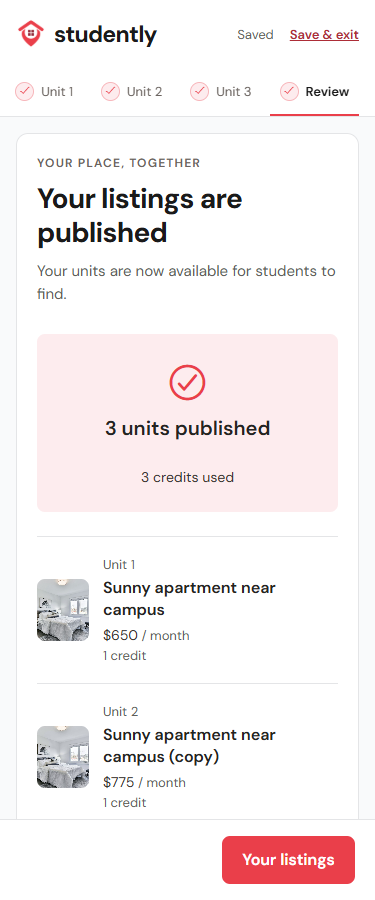 studently
Saved
Save & exit
Unit 1
Unit 2
Unit 3
Review
YOUR PLACE, TOGETHER
Your listings are
published
Your units are now available for students to
find.
3 units published
3 credits used
Unit 1
Sunny apartment near
campus
$650 / month
1 credit
Unit 2
Sunny apartment near
campus (copy)
$775 / month
1 credit
Your listings